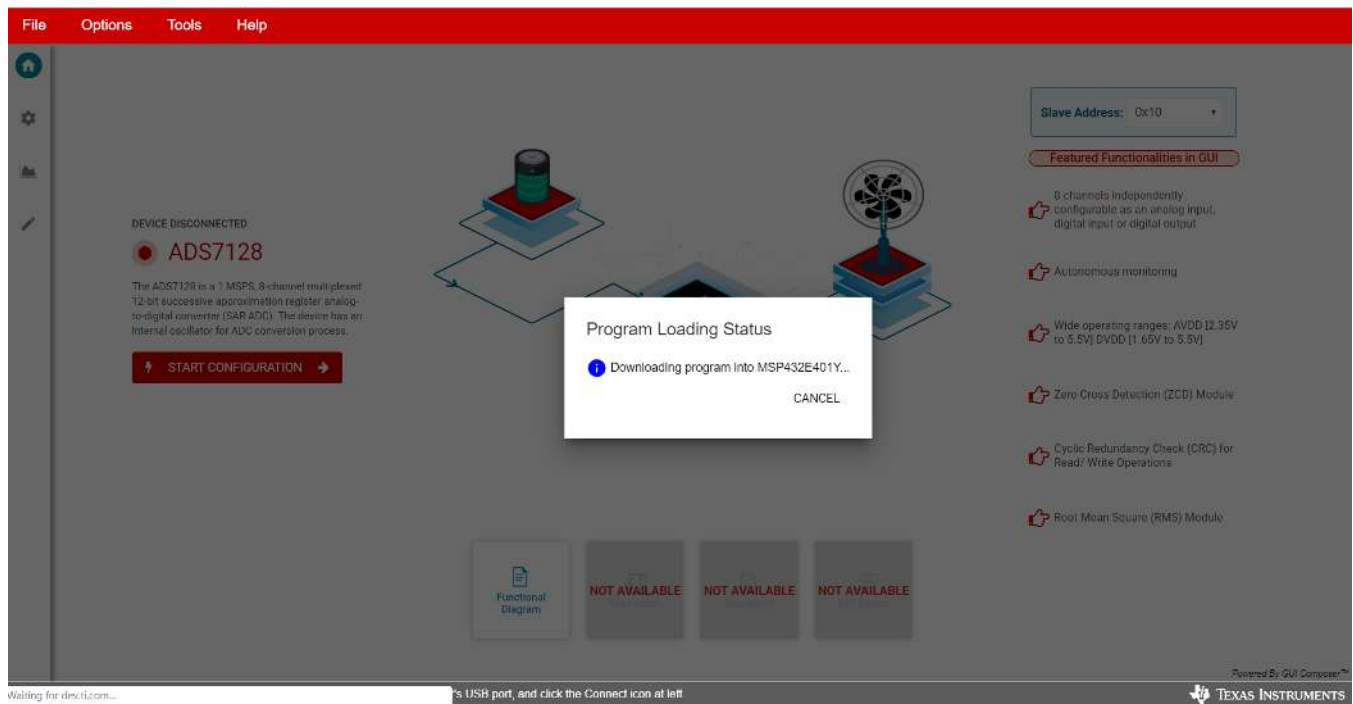 File Options Tools Help
Slave Address: 0x10
Featured Functionalities in GUI
8 channels independently
configurable as an analog input,
digital input or digital output
Autonomous monitoring
Wide operating ranges: AVDD [2.35V
to 5.5V] DVDD [1.65V to 5.5V]
Zero Cross Detection (ZCD) Module
Cyclic Redundancy Check (CRC) for
Read/ Write Operations
Root Mean Square (RMS) Module
DEVICE DISCONNECTED
ADS7128
The ADS7128 is a 1 MSPS, 8-channel multiplexed
12-bit successive approximation register analog-
to-digital converter (SAR ADC). The device has an
Internal oscillator for ADC conversion process.
START CONFIGURATION
Program Loading Status
Downloading program into MSP432E401Y...
CANCEL
Functional
Diagram
NOT AVAILABLE
NOT AVAILABLE
NOT AVAILABLE
Powered By GUI Composer™
Waiting for dev.ti.com...
's USB port, and click the Connect icon at left
TEXAS INSTRUMENTS